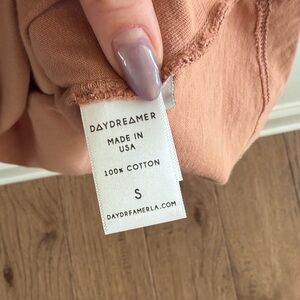 DAYDREAMER
MADE IN
USA
100% COTTON
S
DAYDREAMERLA.COM